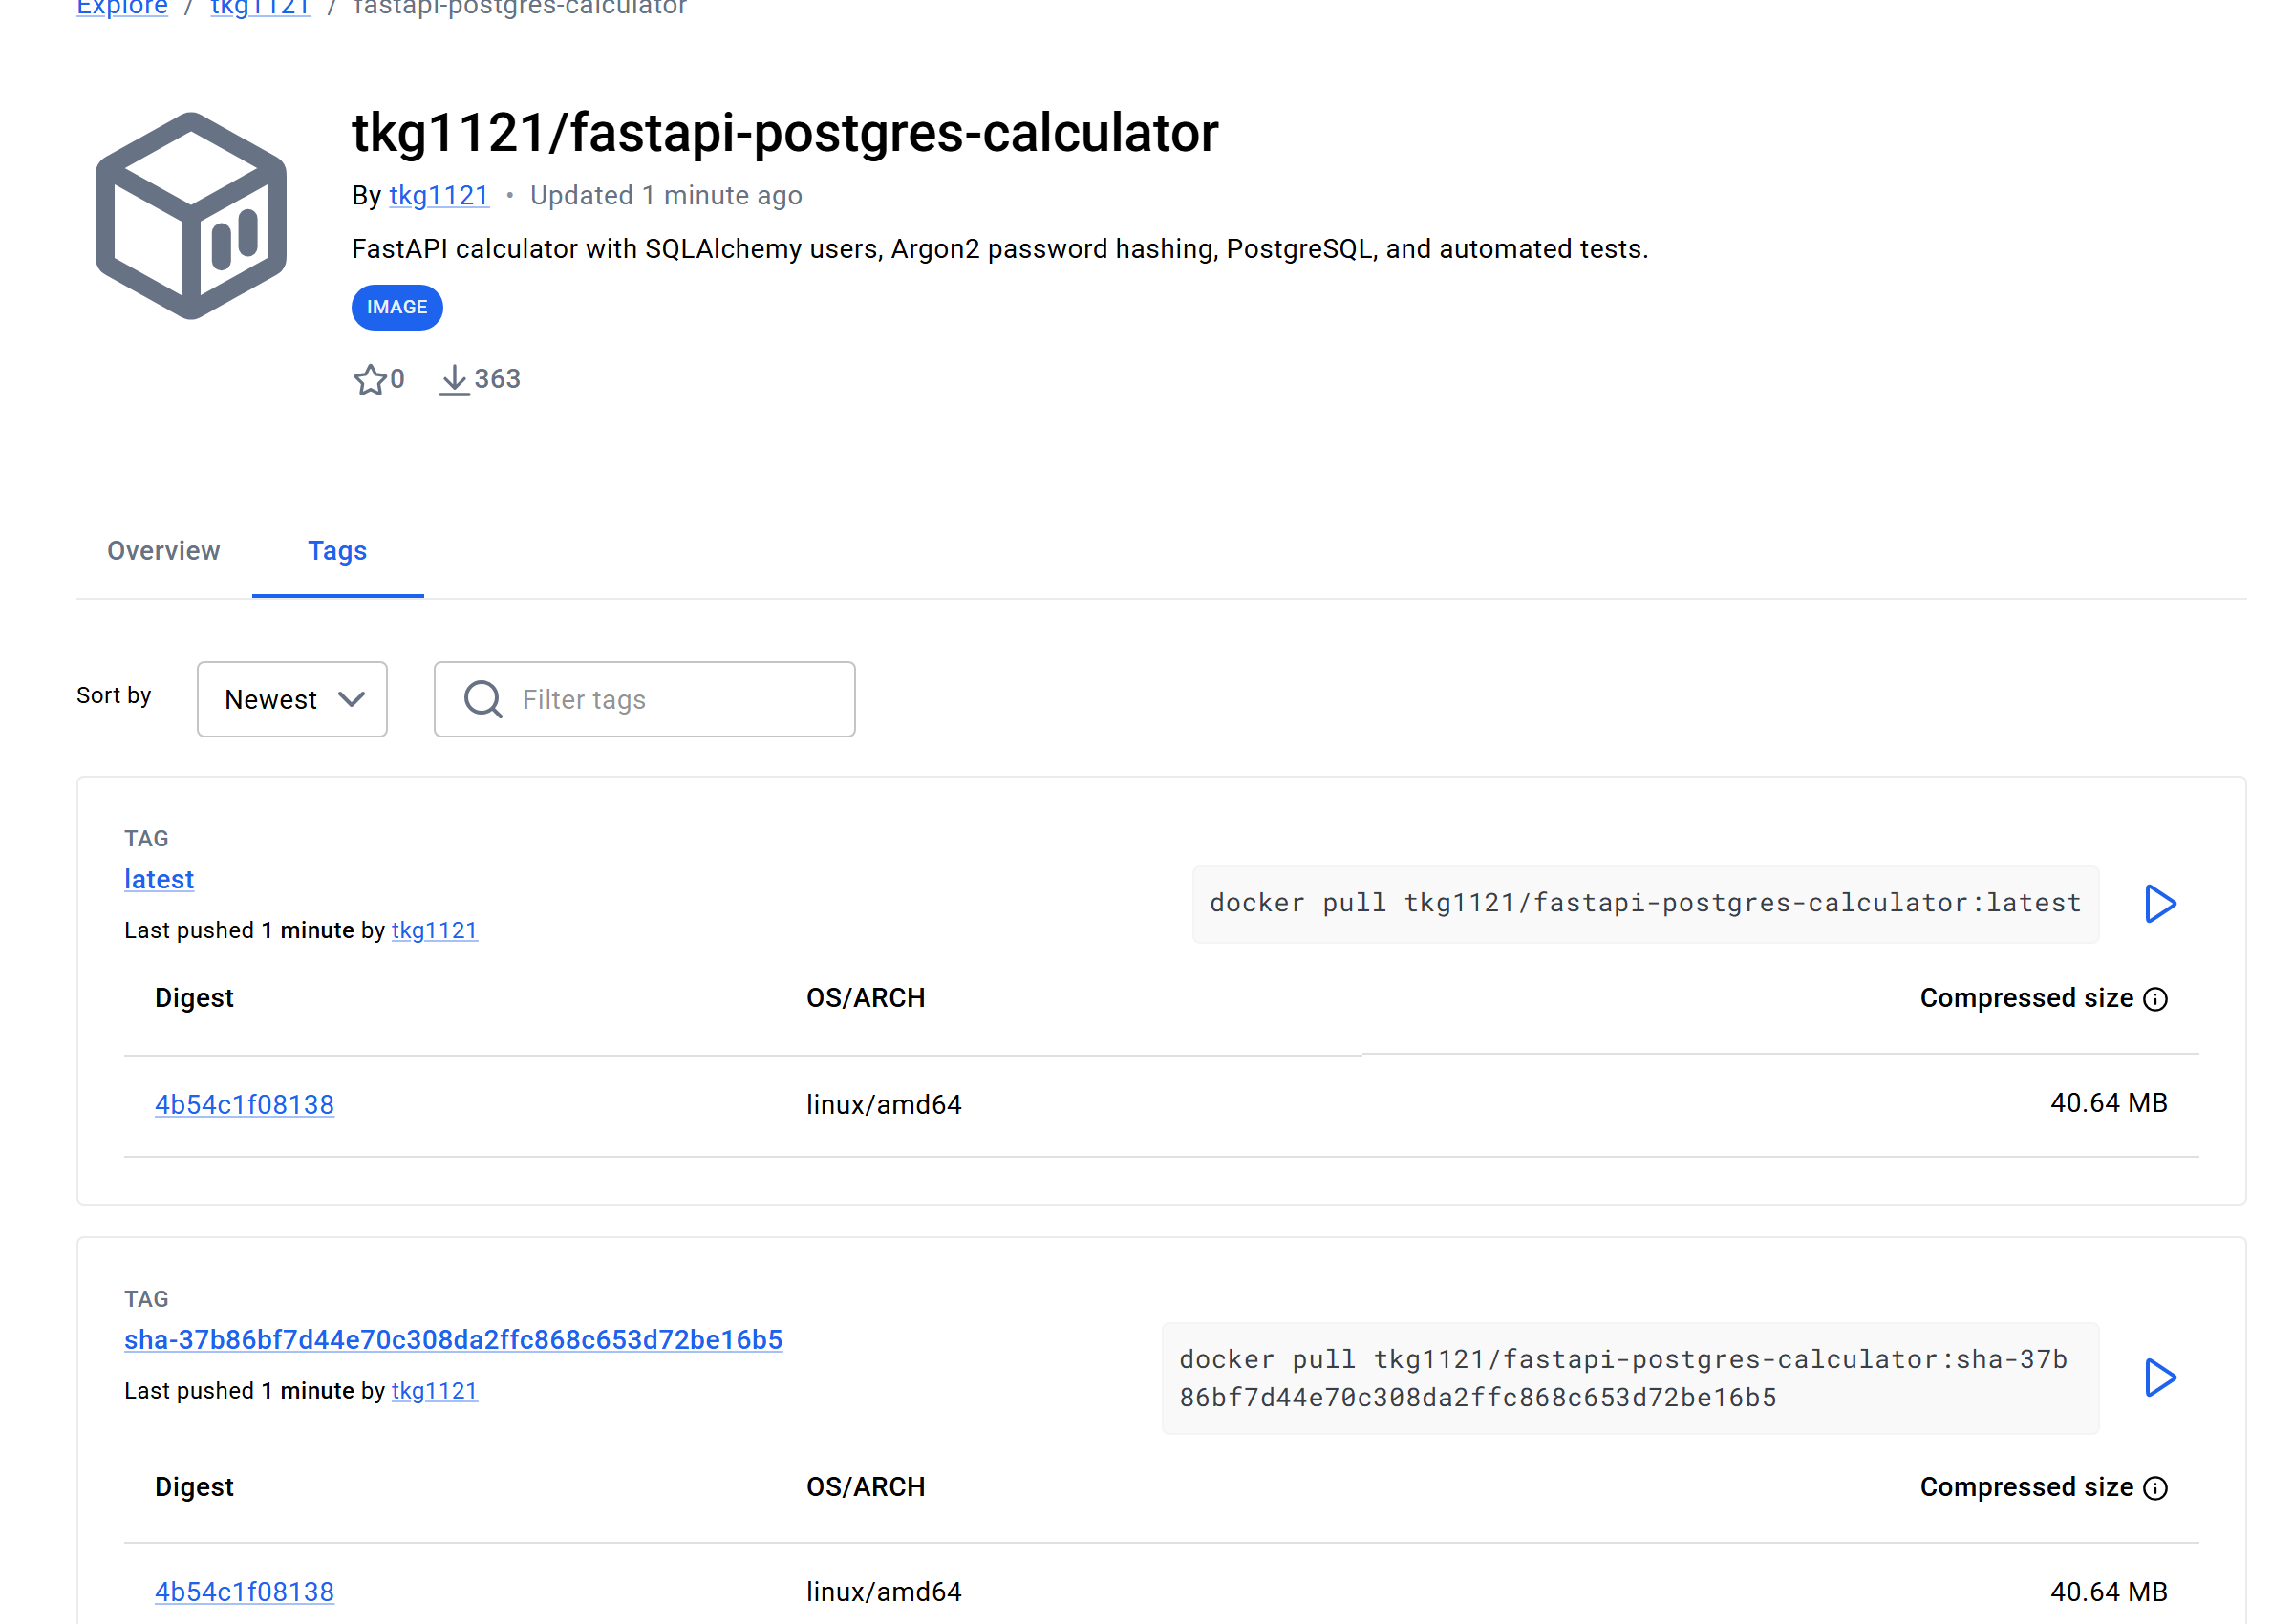 Explore / tkg1121 / fastapi-postgres-calculator
tkg1121/fastapi-postgres-calculator
By tkg1121 • Updated 1 minute ago
FastAPI calculator with SQLAlchemy users, Argon2 password hashing, PostgreSQL, and automated tests.
IMAGE
0 363
Overview Tags
Sort by Newest Filter tags
TAG
latest
docker pull tkg1121/fastapi-postgres-calculator:latest
Last pushed 1 minute by tkg1121
Digest OS/ARCH Compressed size
4b54c1f08138 linux/amd64 40.64 MB
TAG
sha-37b86bf7d44e70c308da2ffc868c653d72be16b5
docker pull tkg1121/fastapi-postgres-calculator:sha-37b
86bf7d44e70c308da2ffc868c653d72be16b5
Last pushed 1 minute by tkg1121
Digest OS/ARCH Compressed size
4b54c1f08138 linux/amd64 40.64 MB